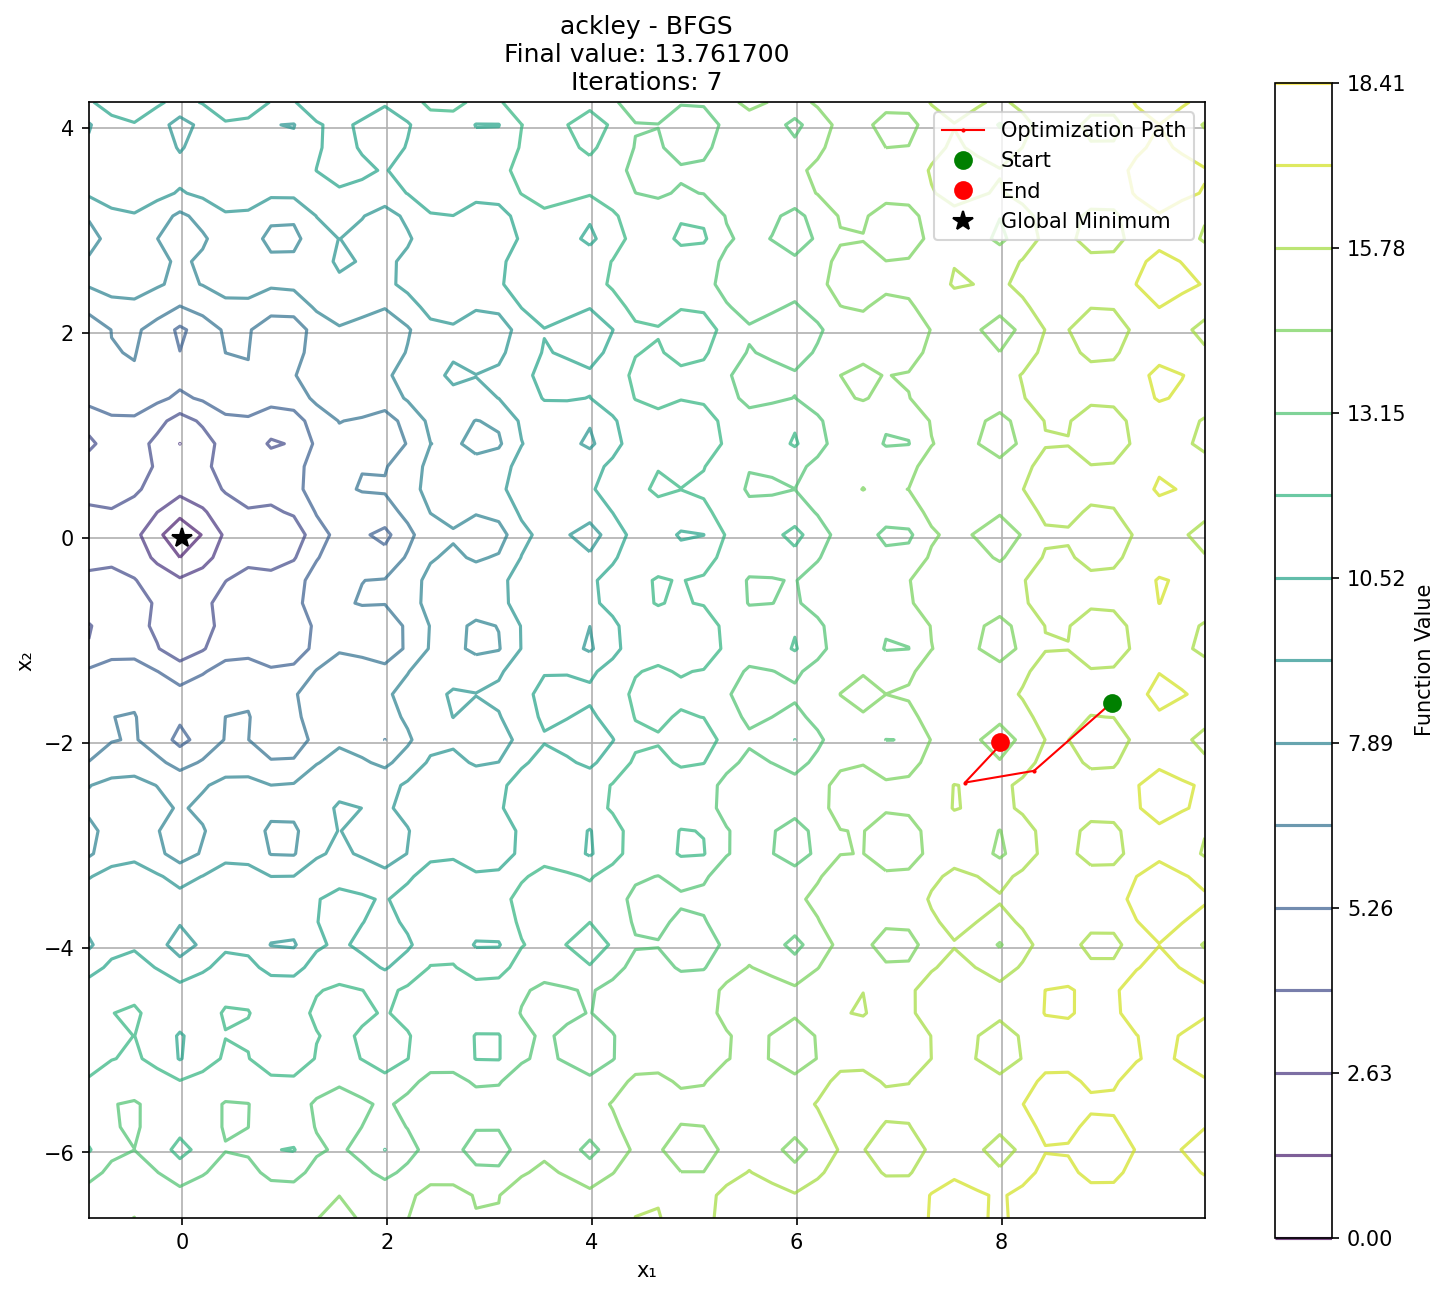 ackley - BFGS
Final value: 13.761700
Iterations: 7
Optimization Path
Start
End
Global Minimum
4
2
0
−2
−4
−6
x₂
0
2
4
6
8
x₁
18.41
15.78
13.15
10.52
7.89
5.26
2.63
0.00
Function Value